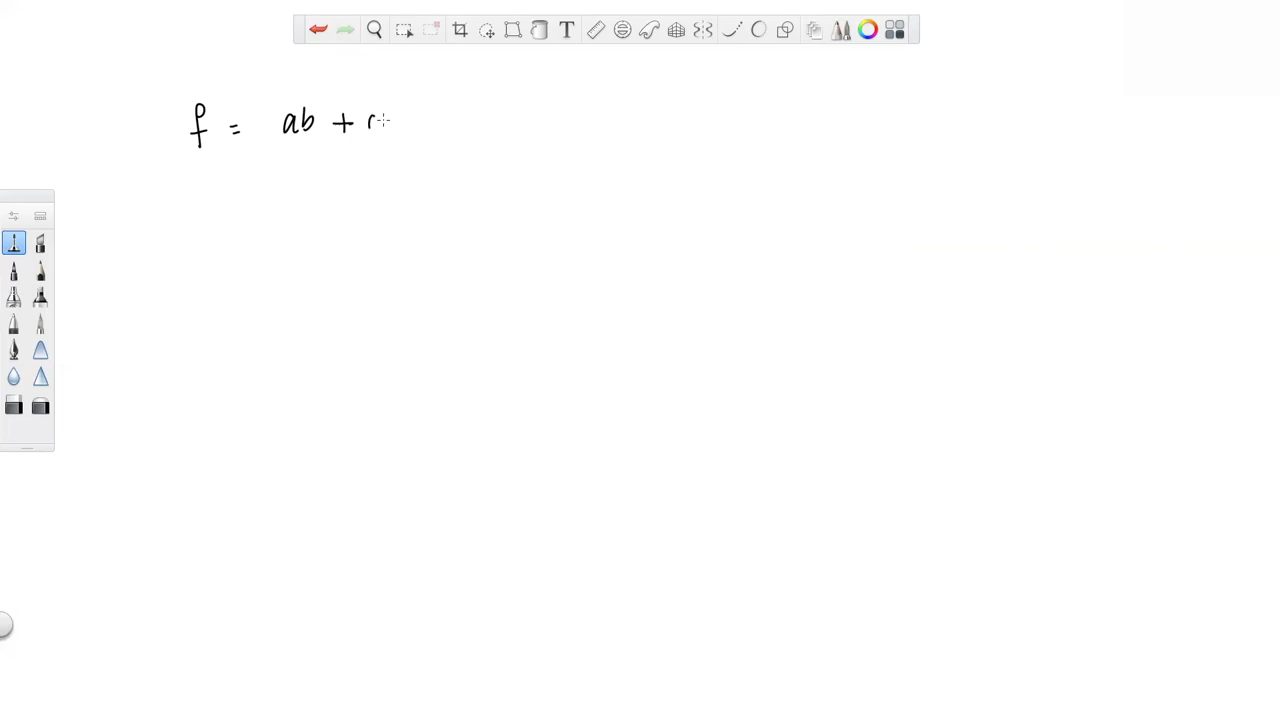 f = ab +